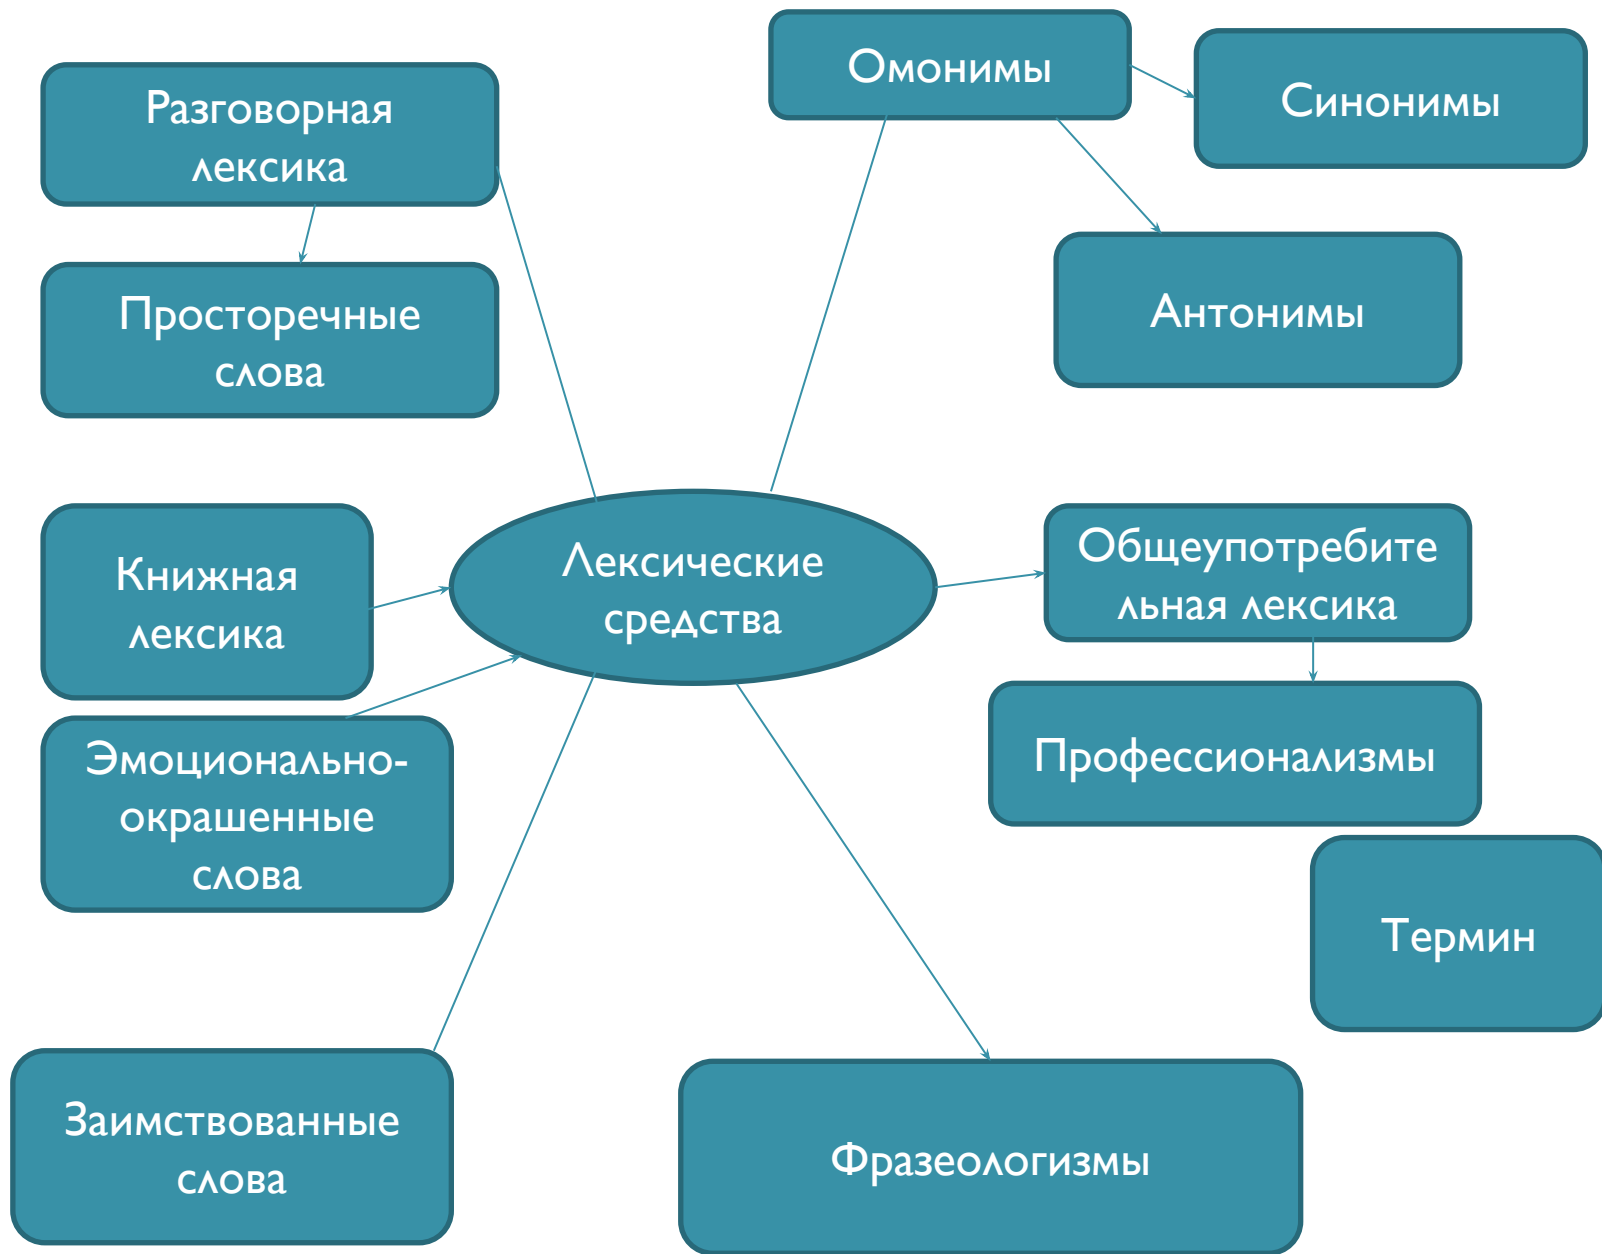 Омонимы
Синонимы
Разговорная
лексика
Антонимы
Просторечные
слова
Лексические
средства
Общеупотребите
льная лексика
Книжная
лексика
Профессионализмы
Эмоционально-
окрашенные
слова
Термин
Заимствованные
слова
Фразеологизмы